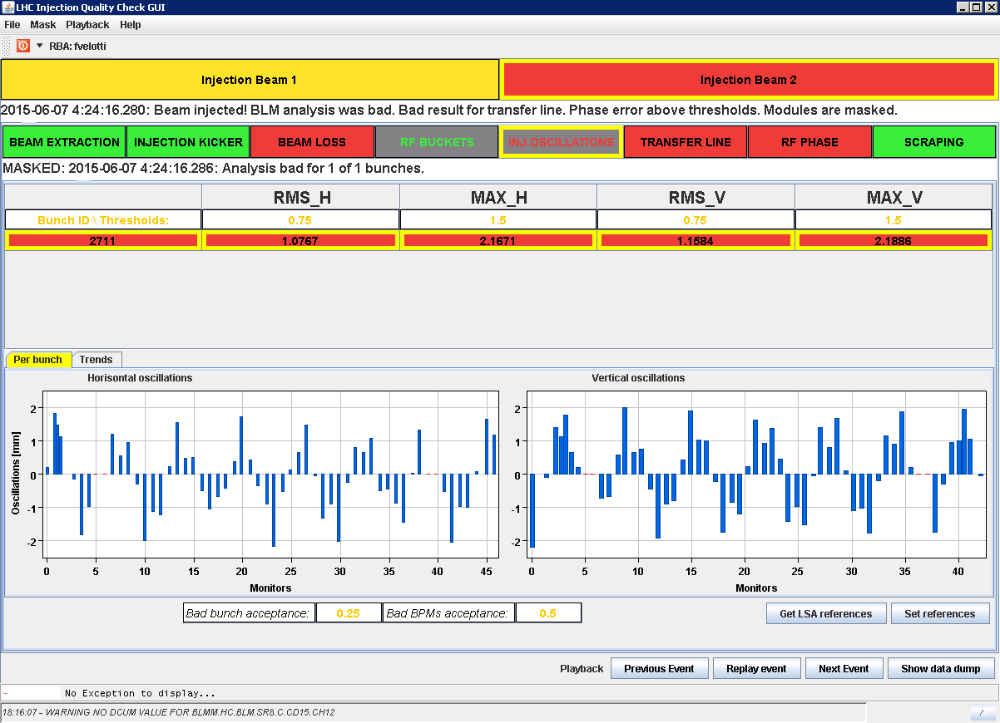 LHC Injection Quality Check GUI
File Mask Playback Help
RBA: fvelotti
Injection Beam 1 Injection Beam 2
2015-06-07 4:24:16.280: Beam injected! BLM analysis was bad. Bad result for transfer line. Phase error above thresholds. Modules are masked.
BEAM EXTRACTION INJECTION KICKER BEAM LOSS RF BUCKETS INJ.OSCILLATIONS TRANSFER LINE RF PHASE SCRAPING
MASKED: 2015-06-07 4:24:16.286: Analysis bad for 1 of 1 bunches.
RMS_H MAX_H RMS_V MAX_V
Bunch ID \ Thresholds: 0.75 1.5 0.75 1.5
2711 1.0767 2.1671 1.1584 2.1886
Per bunch Trends
Horisontal oscillations Vertical oscillations
Oscillations [mm]
2 2
1 1
0 0
-1 -1
-2 -2
0 5 10 15 20 25 30 35 40 45 0 5 10 15 20 25 30 35 40
Monitors Monitors
Bad bunch acceptance: 0.25 Bad BPMs acceptance: 0.5 Get LSA references Set references
Playback Previous Event Replay event Next Event Show data dump
No Exception to display...
18:16:07 - WARNING NO DCUM VALUE FOR BLMM.HC.BLM.SR8.C.CD15.CH12